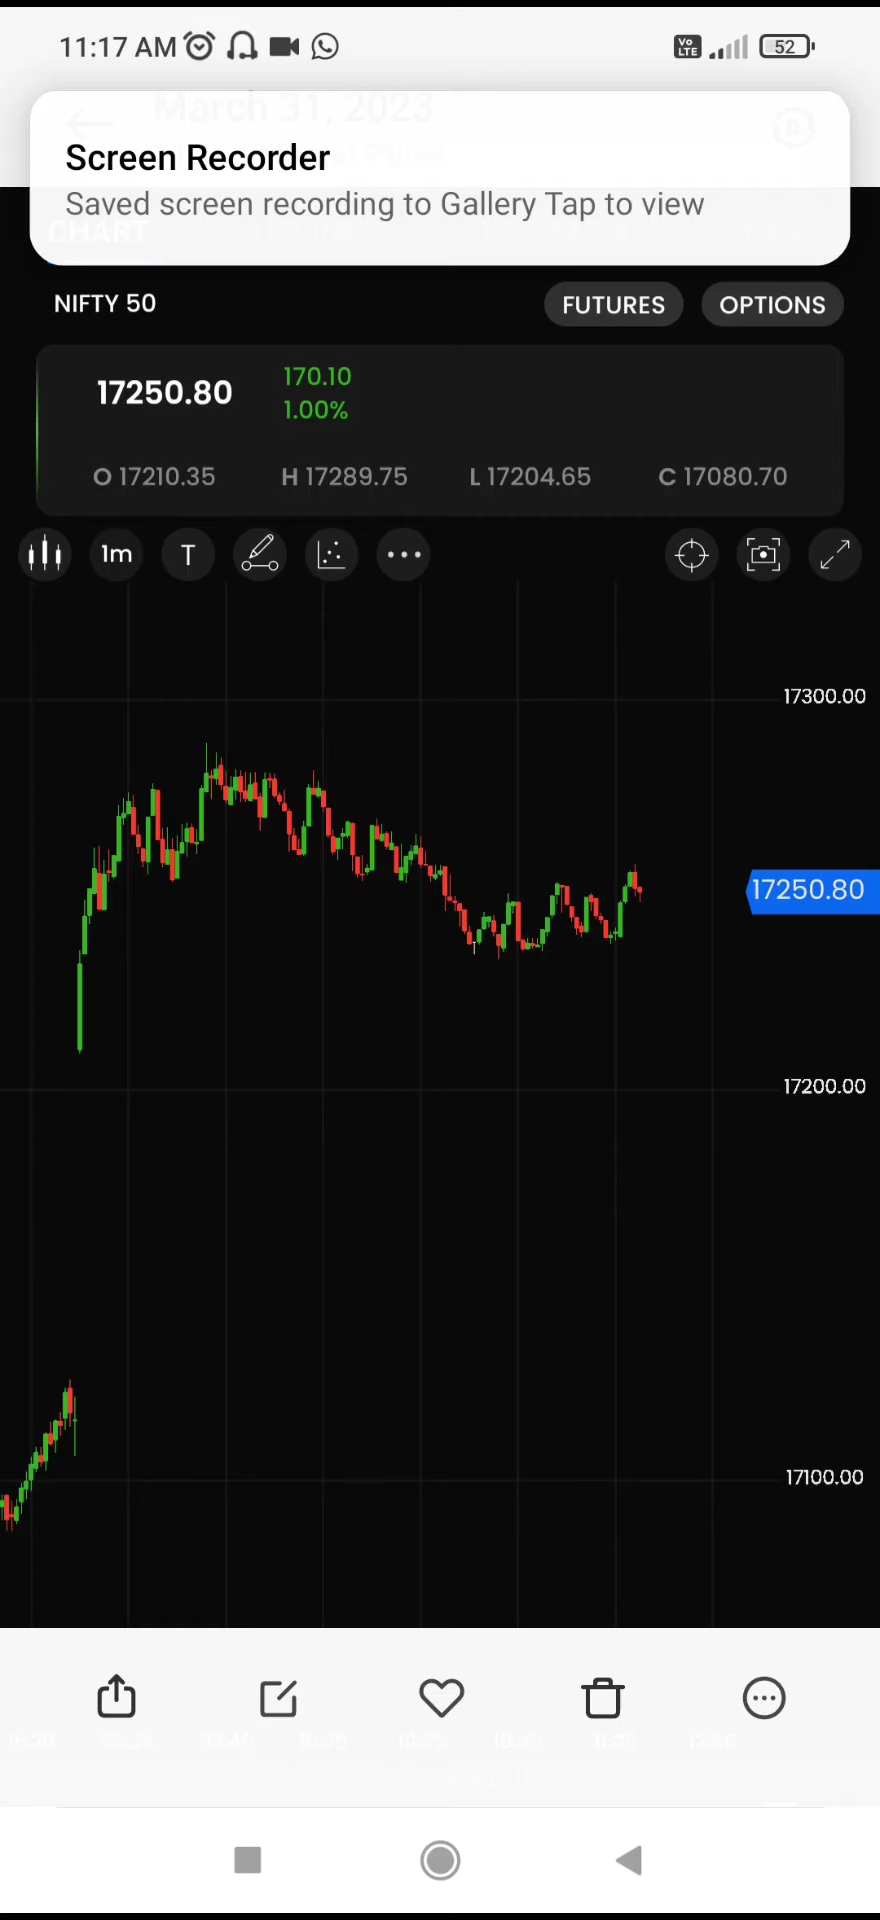 11:17 AM
Vo LTE
52
March 31, 2023
Screen Recorder
Saved screen recording to Gallery Tap to view
CHART
NIFTY 50
FUTURES
OPTIONS
17250.80
170.10
1.00%
O 17210.35
H 17289.75
L 17204.65
C 17080.70
1m
T
17300.00
17250.80
17200.00
17100.00